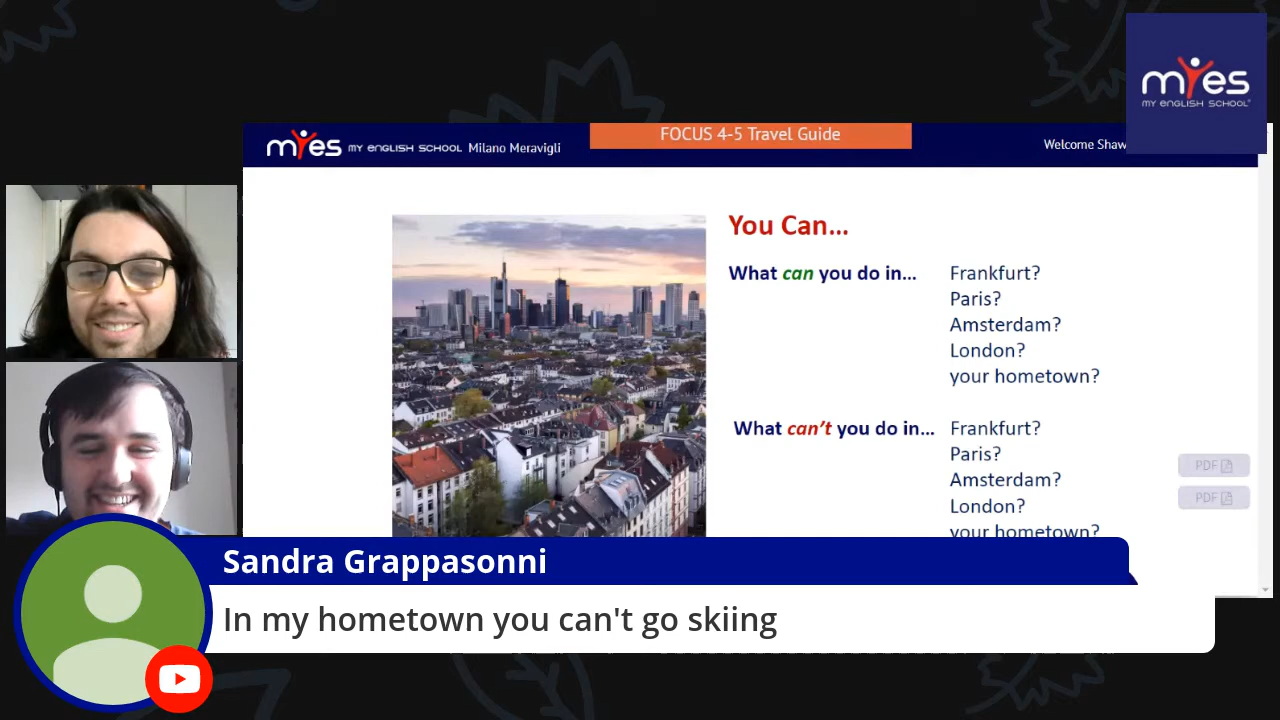 myes
MY ENGLISH SCHOOL
myes MY ENGLISH SCHOOL Milano Meravigli
FOCUS 4-5 Travel Guide
Welcome Shaw
You Can...
What can you do in... Frankfurt?
Paris?
Amsterdam?
London?
your hometown?
What can't you do in... Frankfurt?
Paris?
Amsterdam?
London?
your hometown?
PDF
PDF
Sandra Grappasonni
In my hometown you can't go skiing